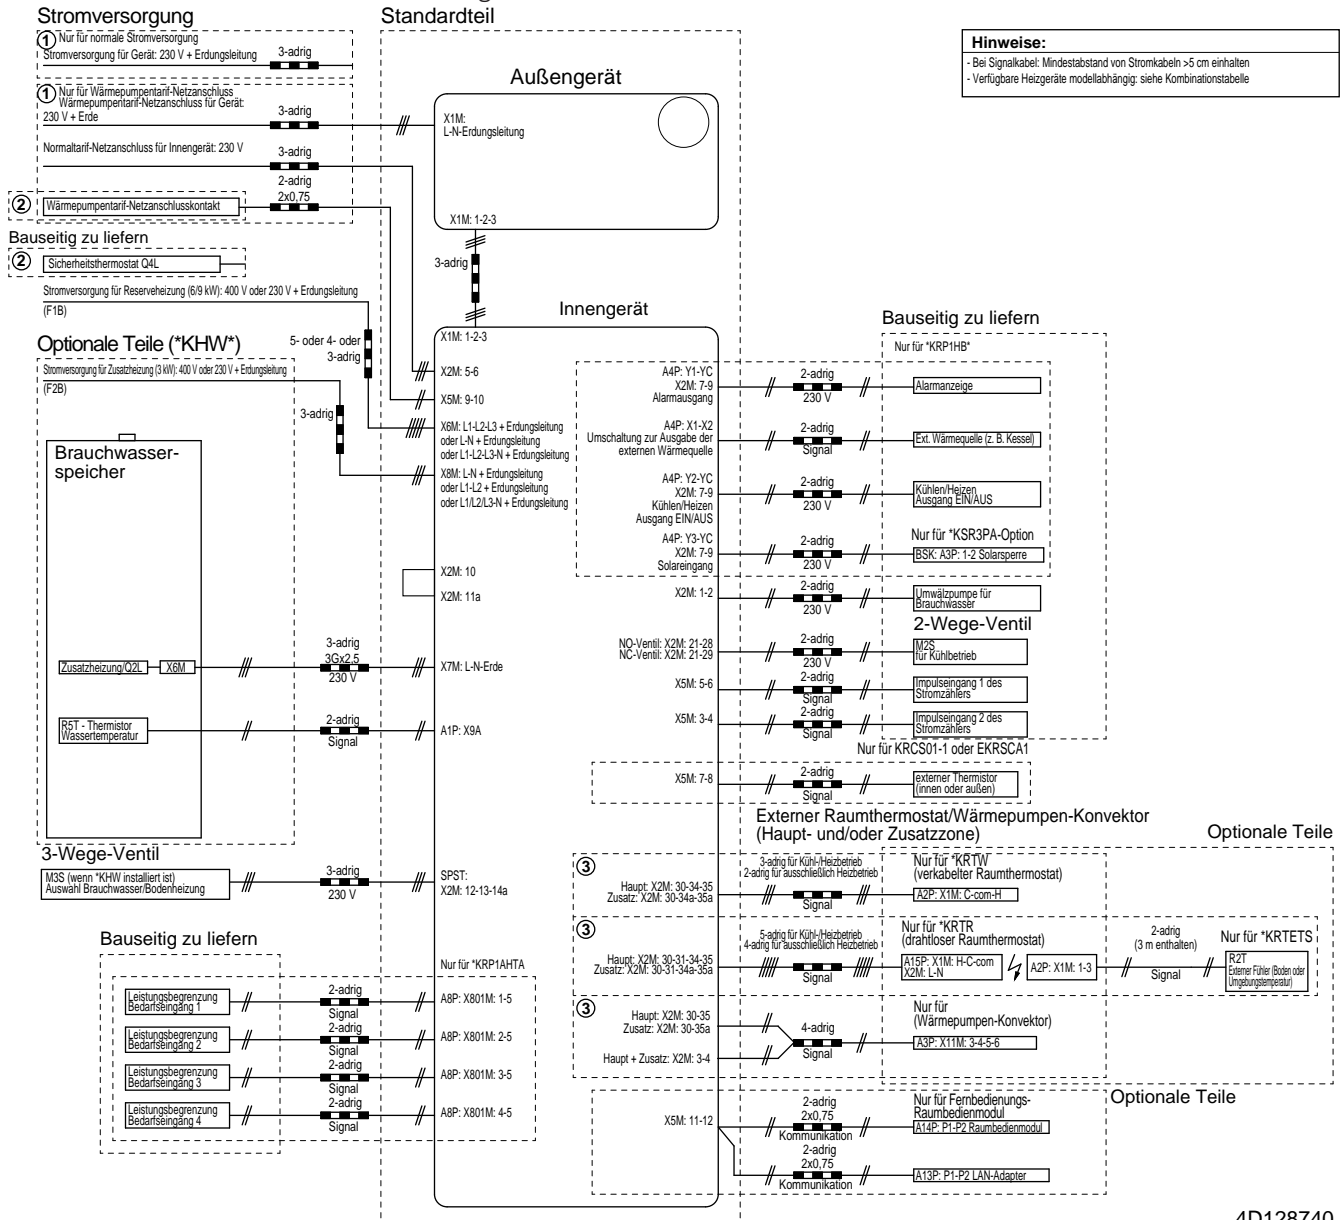 Stromversorgung
Standardteil
① Nur für normale Stromversorgung
Stromversorgung für Gerät: 230 V + Erdungsleitung
3-adrig
① Nur für Wärmepumpentarif-Netzanschluss
Wärmepumpentarif-Netzanschluss für Gerät:
230 V + Erde
3-adrig
Normaltarif-Netzanschluss für Innengerät: 230 V
3-adrig
2-adrig
2x0,75
② Wärmepumpentarif-Netzanschlusskontakt
Bauseitig zu liefern
② Sicherheitsthermostat Q4L
Stromversorgung für Reserveheizung (6/9 kW): 400 V oder 230 V + Erdungsleitung
(F1B)
5- oder 4- oder
3-adrig
Optionale Teile (*KHW*)
Stromversorgung für Zusatzheizung (3 kW): 400 V oder 230 V + Erdungsleitung
(F2B)
3-adrig
Brauchwasser-
speicher
Zusatzheizung/Q2L
X6M
3-adrig
3Gx2,5
230 V
R5T - Thermistor
Wassertemperatur
2-adrig
Signal
3-Wege-Ventil
M3S (wenn *KHW installiert ist)
Auswahl Brauchwasser/Bodenheizung
3-adrig
230 V
Bauseitig zu liefern
Leistungsbegrenzung
Bedarfseingang 1
2-adrig
Signal
Leistungsbegrenzung
Bedarfseingang 2
2-adrig
Signal
Leistungsbegrenzung
Bedarfseingang 3
2-adrig
Signal
Leistungsbegrenzung
Bedarfseingang 4
2-adrig
Signal
Außengerät
X1M:
L-N-Erdungsleitung
X1M: 1-2-3
3-adrig
Innengerät
X1M: 1-2-3
X2M: 5-6
X5M: 9-10
X6M: L1-L2-L3 + Erdungsleitung
oder L-N + Erdungsleitung
oder L1-L2-L3-N + Erdungsleitung
X8M: L-N + Erdungsleitung
oder L1-L2 + Erdungsleitung
oder L1/L2/L3-N + Erdungsleitung
X2M: 10
X2M: 11a
X7M: L-N-Erde
A1P: X9A
SPST:
X2M: 12-13-14a
Nur für *KRP1AHTA
A8P: X801M: 1-5
A8P: X801M: 2-5
A8P: X801M: 3-5
A8P: X801M: 4-5
Hinweise:
- Bei Signalkabel: Mindestabstand von Stromkabeln >5 cm einhalten
- Verfügbare Heizgeräte modellabhängig: siehe Kombinationstabelle
Bauseitig zu liefern
Nur für *KRP1HB*
A4P: Y1-YC
X2M: 7-9
Alarmausgang
2-adrig
230 V
Alarmanzeige
A4P: X1-X2
Umschaltung zur Ausgabe der
externen Wärmequelle
2-adrig
Signal
Ext. Wärmequelle (z. B. Kessel)
A4P: Y2-YC
X2M: 7-9
Kühlen/Heizen
Ausgang EIN/AUS
2-adrig
230 V
Kühlen/Heizen
Ausgang EIN/AUS
Nur für *KSR3PA-Option
A4P: Y3-YC
X2M: 7-9
Solareingang
2-adrig
230 V
BSK: A3P: 1-2 Solarsperre
X2M: 1-2
2-adrig
230 V
Umwälzpumpe für
Brauchwasser
2-Wege-Ventil
NO-Ventil: X2M: 21-28
NC-Ventil: X2M: 21-29
2-adrig
230 V
M2S
für Kühlbetrieb
X5M: 5-6
2-adrig
Signal
Impulseingang 1 des
Stromzählers
X5M: 3-4
2-adrig
Signal
Impulseingang 2 des
Stromzählers
Nur für KRCS01-1 oder EKRSCA1
X5M: 7-8
2-adrig
Signal
externer Thermistor
(innen oder außen)
Externer Raumthermostat/Wärmepumpen-Konvektor
(Haupt- und/oder Zusatzzone)
Optionale Teile
③
Haupt: X2M: 30-34-35
Zusatz: X2M: 30-34a-35a
3-adrig für Kühl-/Heizbetrieb
2-adrig für ausschließlich Heizbetrieb
Signal
Nur für *KRTW
(verkabelter Raumthermostat)
A2P: X1M: C-com-H
③
Haupt: X2M: 30-31-34-35
Zusatz: X2M: 30-31-34a-35a
5-adrig für Kühl-/Heizbetrieb
4-adrig für ausschließlich Heizbetrieb
Signal
Nur für *KRTR
(drahtloser Raumthermostat)
A15P: X1M: H-C-com
X2M: L-N
A2P: X1M: 1-3
2-adrig
(3 m enthalten)
Signal
Nur für *KRTETS
R2T
Externer Fühler (Boden oder
Umgebungstemperatur)
③
Haupt: X2M: 30-35
Zusatz: X2M: 30-35a
Haupt + Zusatz: X2M: 3-4
4-adrig
Signal
Nur für
(Wärmepumpen-Konvektor)
A3P: X11M: 3-4-5-6
Optionale Teile
X5M: 11-12
2-adrig
2x0,75
Kommunikation
Nur für Fernbedienungs-
Raumbedienmodul
A14P: P1-P2 Raumbedienmodul
2-adrig
2x0,75
Kommunikation
A13P: P1-P2 LAN-Adapter
4D128740